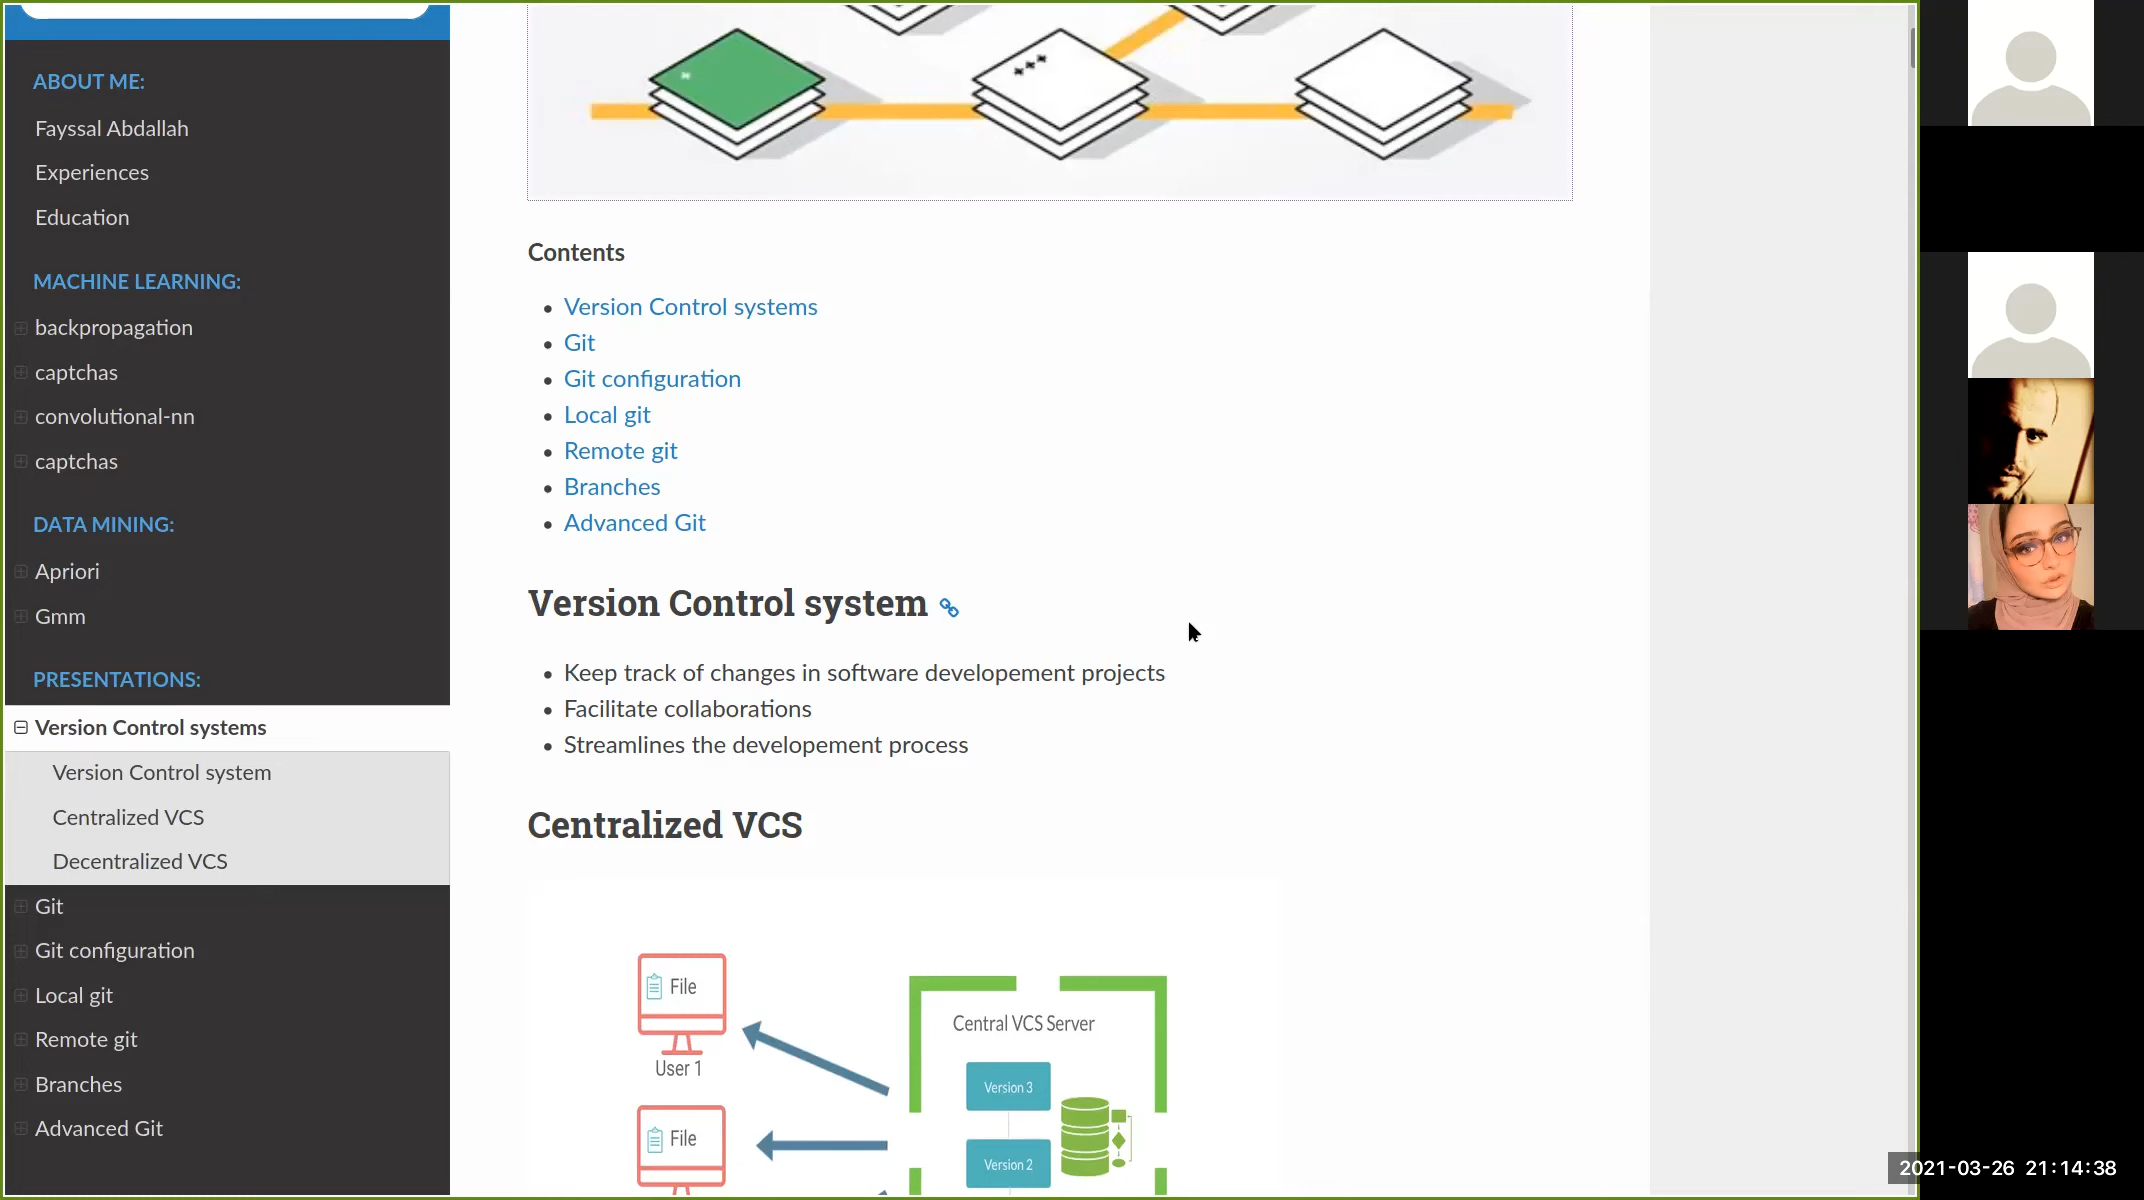 ABOUT ME:
Fayssal Abdallah
Experiences
Education
MACHINE LEARNING:
backpropagation
captchas
convolutional-nn
captchas
DATA MINING:
Apriori
Gmm
PRESENTATIONS:
Version Control systems
Version Control system
Centralized VCS
Decentralized VCS
Git
Git configuration
Local git
Remote git
Branches
Advanced Git
Contents
Version Control systems
Git
Git configuration
Local git
Remote git
Branches
Advanced Git
Version Control system
Keep track of changes in software developement projects
Facilitate collaborations
Streamlines the developement process
Centralized VCS
File
User 1
File
Central VCS Server
Version 3
Version 2
2021-03-26 21:14:38